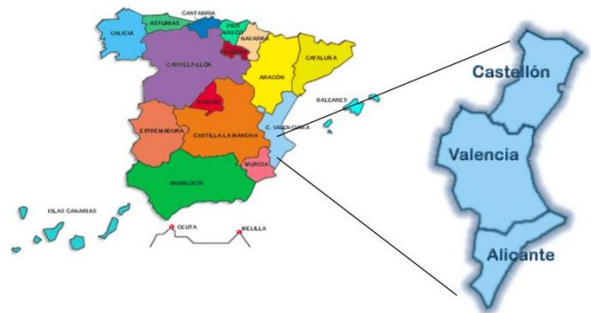 CANTABRIA
ASTURIAS
GALICIA
PAIS
VASCO
NAVARRA
CASTILLA-LEÓN
CATALUÑA
ARAGÓN
MADRID
BALEARES
C. VALENCIANA
EXTREMADURA
CASTILLA-LA-MANCHA
MURCIA
ANDALUCÍA
ISLAS CANARIAS
CEUTA
MELILLA
Castellón
Valencia
Alicante